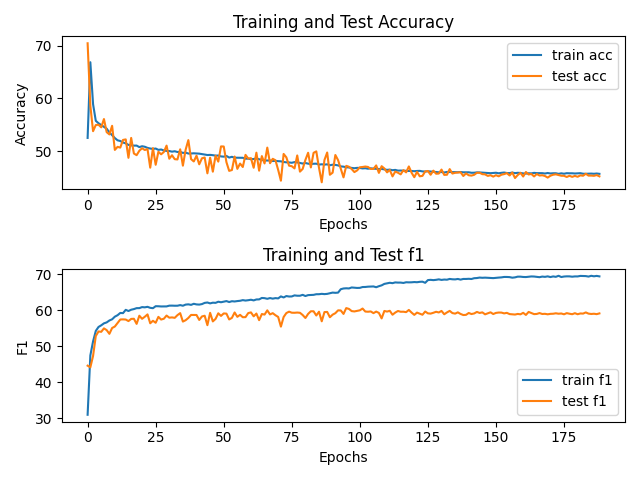 Training and Test Accuracy
Accuracy
70
60
50
train acc
test acc
0 25 50 75 100 125 150 175
Epochs
Training and Test f1
F1
70
60
50
40
30
train f1
test f1
0 25 50 75 100 125 150 175
Epochs